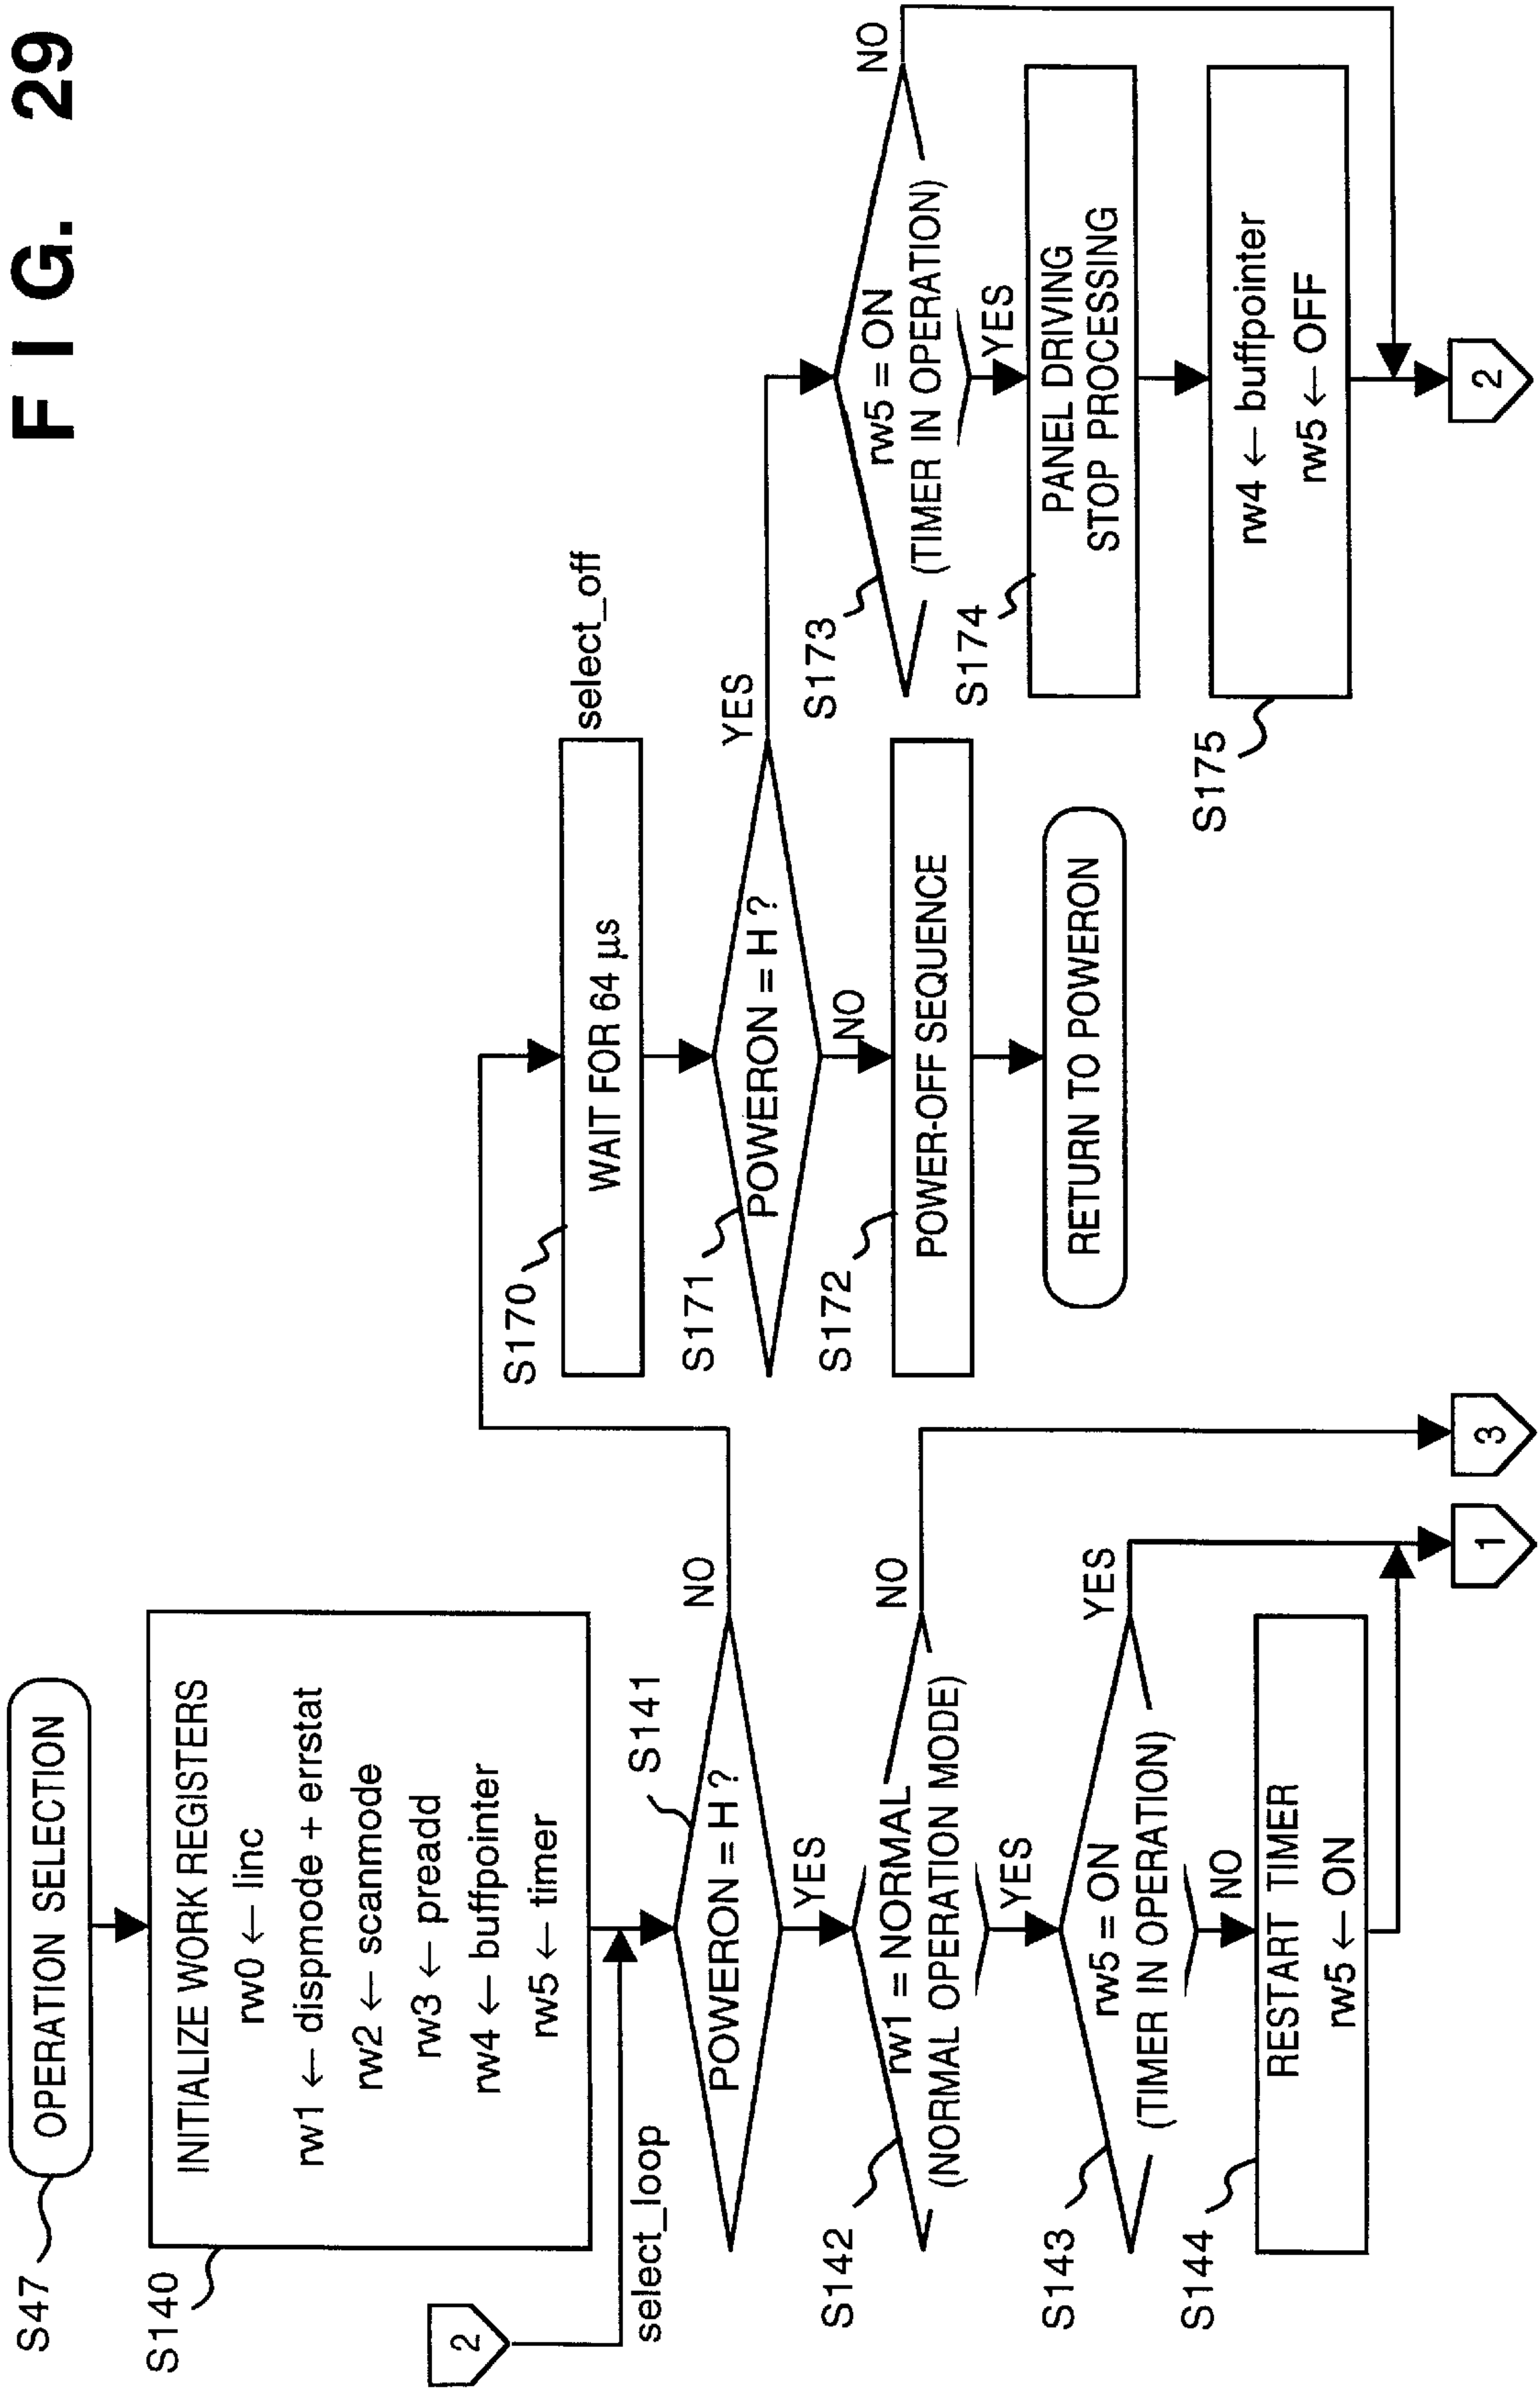 F I G. 29
S47
OPERATION SELECTION
S140
INITIALIZE WORK REGISTERS
rw0 ← linc
rw1 ← dispmode + errstat
rw2 ← scanmode
rw3 ← preadd
rw4 ← buffpointer
rw5 ← timer
2
select_loop
S141
POWERON = H ?
NO
YES
S142
rw1 = NORMAL
(NORMAL OPERATION MODE)
NO
YES
S143
rw5 = ON
(TIMER IN OPERATION)
YES
NO
S144
RESTART TIMER
rw5 ← ON
1
3
select_off
S170
WAIT FOR 64 μs
S171
POWERON = H ?
YES
NO
S172
POWER-OFF SEQUENCE
RETURN TO POWERON
S173
rw5 = ON
(TIMER IN OPERATION)
NO
YES
S174
PANEL DRIVING
STOP PROCESSING
S175
rw4 ← buffpointer
rw5 ← OFF
2